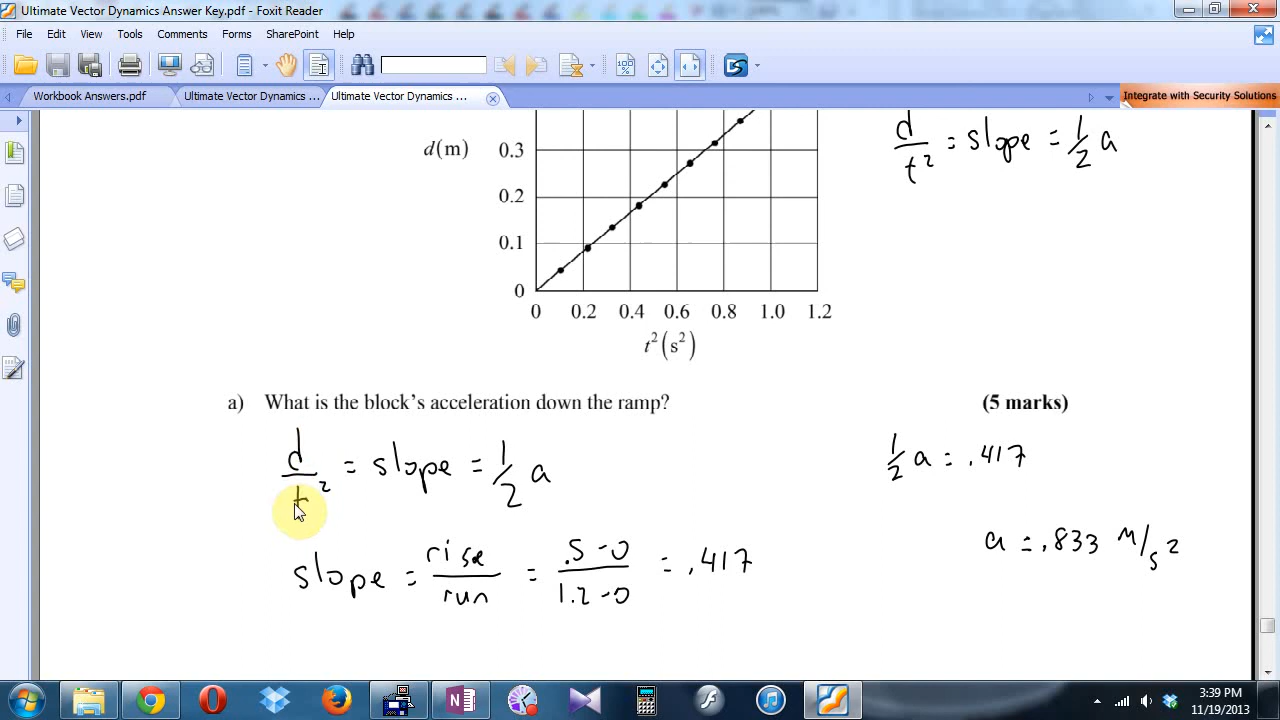 Ultimate Vector Dynamics Answer Key.pdf - Foxit Reader
File Edit View Tools Comments Forms SharePoint Help
Workbook Answers.pdf Ultimate Vector Dynamics ... Ultimate Vector Dynamics ... Integrate with Security Solutions
d/t² = slope = 1/2 a
d (m)
0.3
0.2
0.1
0
0 0.2 0.4 0.6 0.8 1.0 1.2
t² (s²)
a) What is the block's acceleration down the ramp? (5 marks)
d/t² = slope = 1/2 a
1/2 a = .417
slope = rise/run = .5-0/1.2-0 = .417
a = .833 m/s²
3:39 PM
11/19/2013